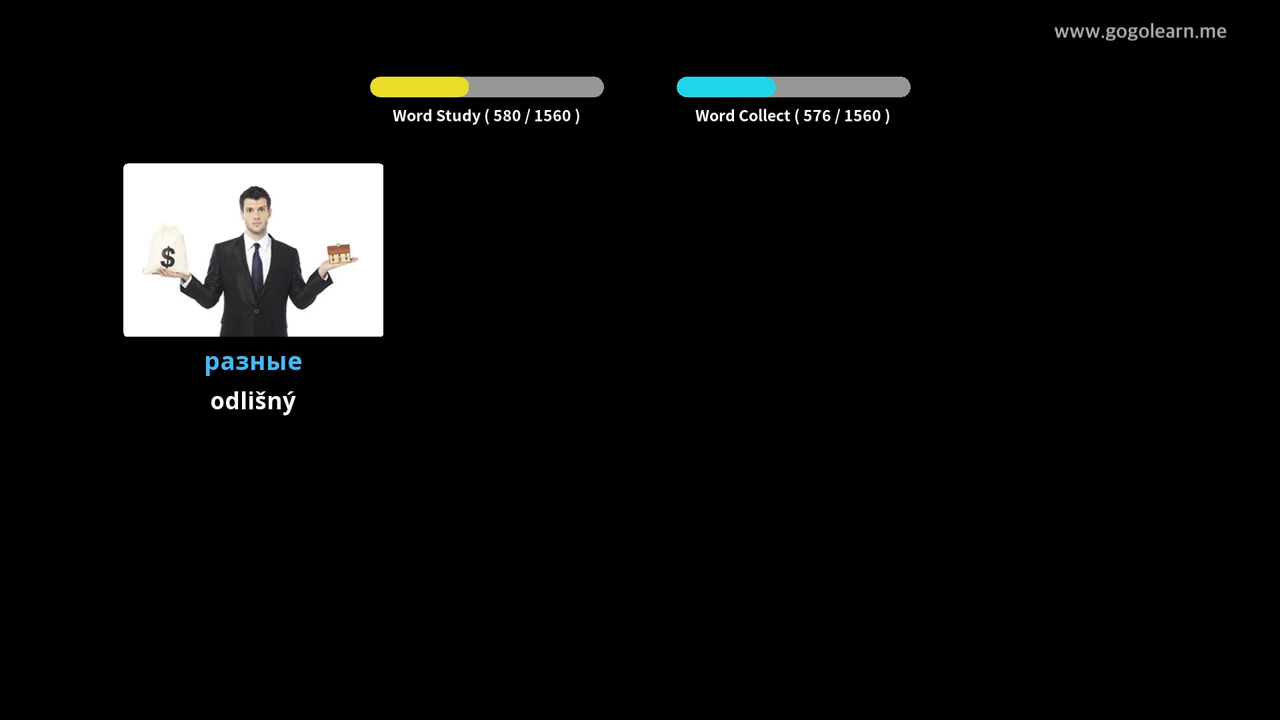 www.gogolearn.me
Word Study ( 580 / 1560 )
Word Collect ( 576 / 1560 )
$
разные
odlišný